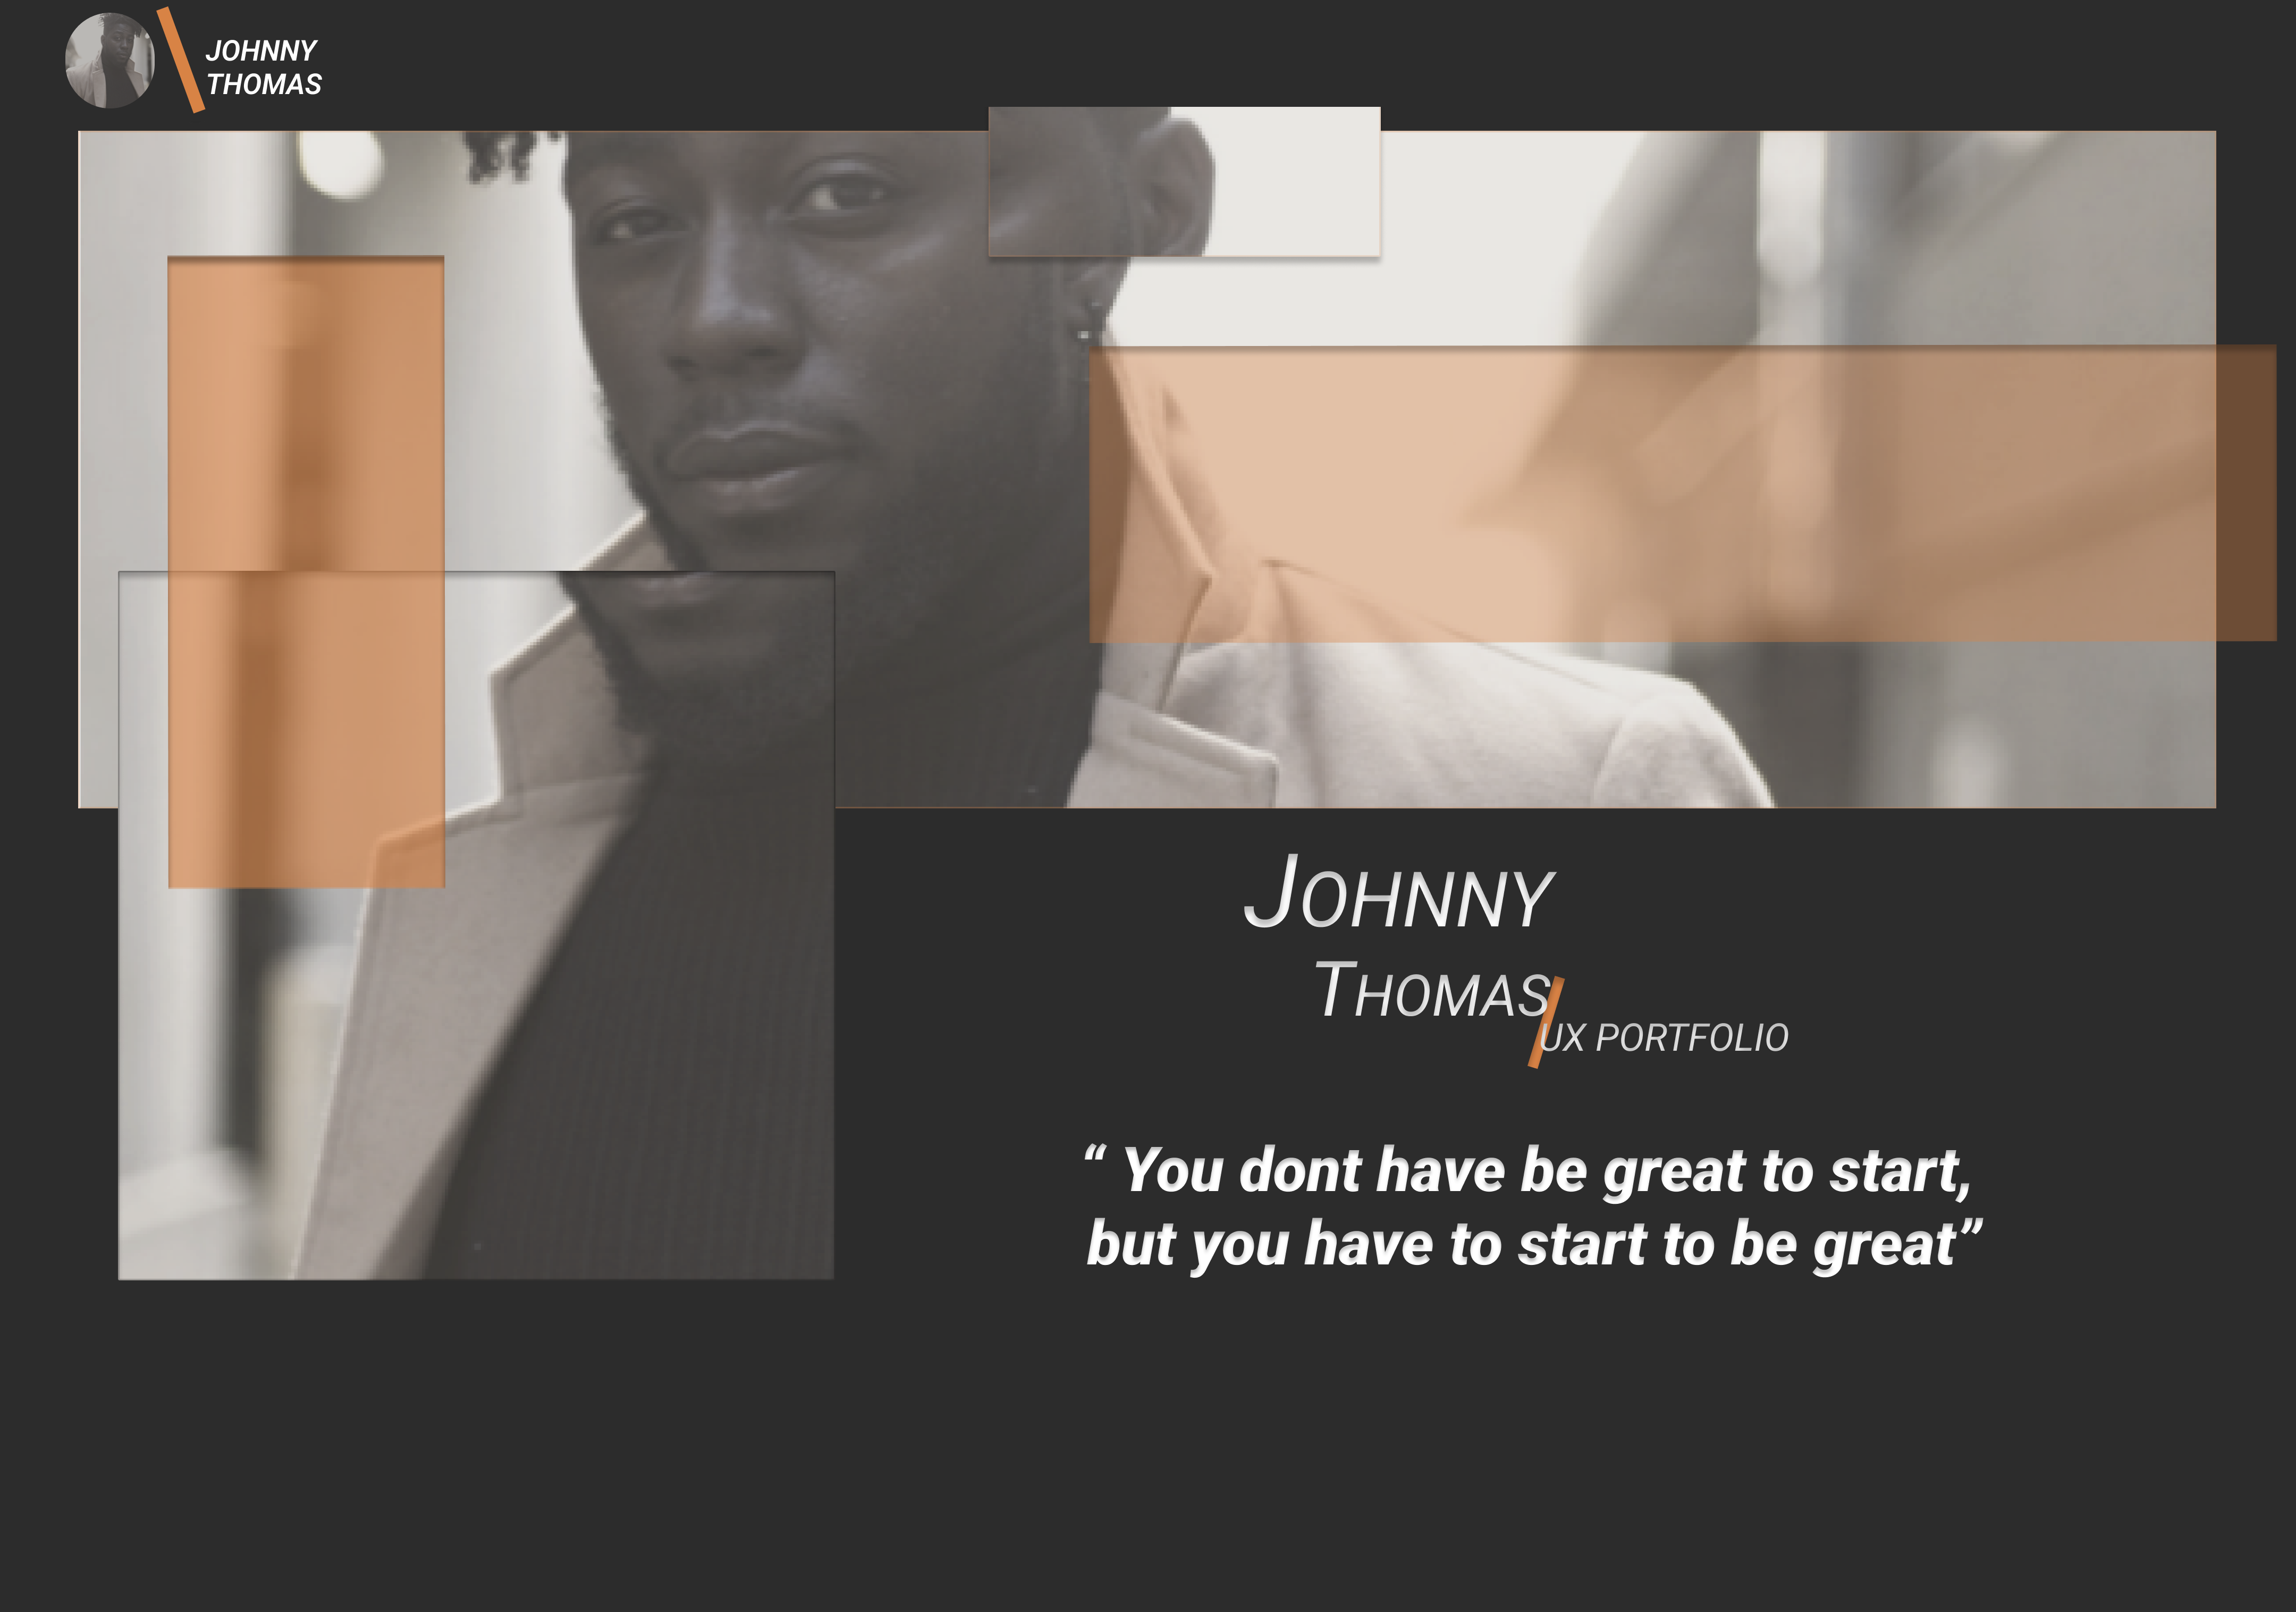 JOHNNY
THOMAS
JOHNNY
THOMAS
UX PORTFOLIO
“ You dont have be great to start,
but you have to start to be great”